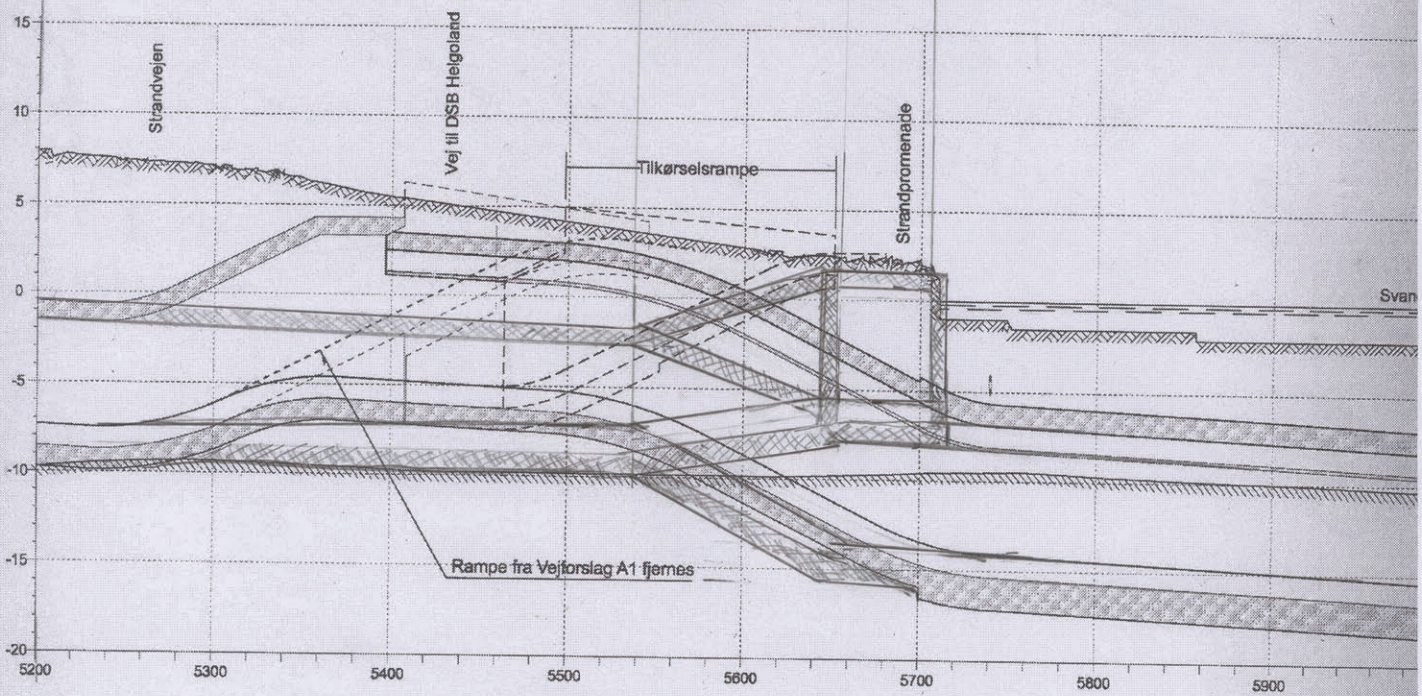 15
10
5
0
-5
-10
-15
-20
Strandvejen
Vej til DSB Helgoland
Tilkørselsrampe
Strandpromenade
Svan
Rampe fra Vejforslag A1 fjernes
5200
5300
5400
5500
5600
5700
5800
5900